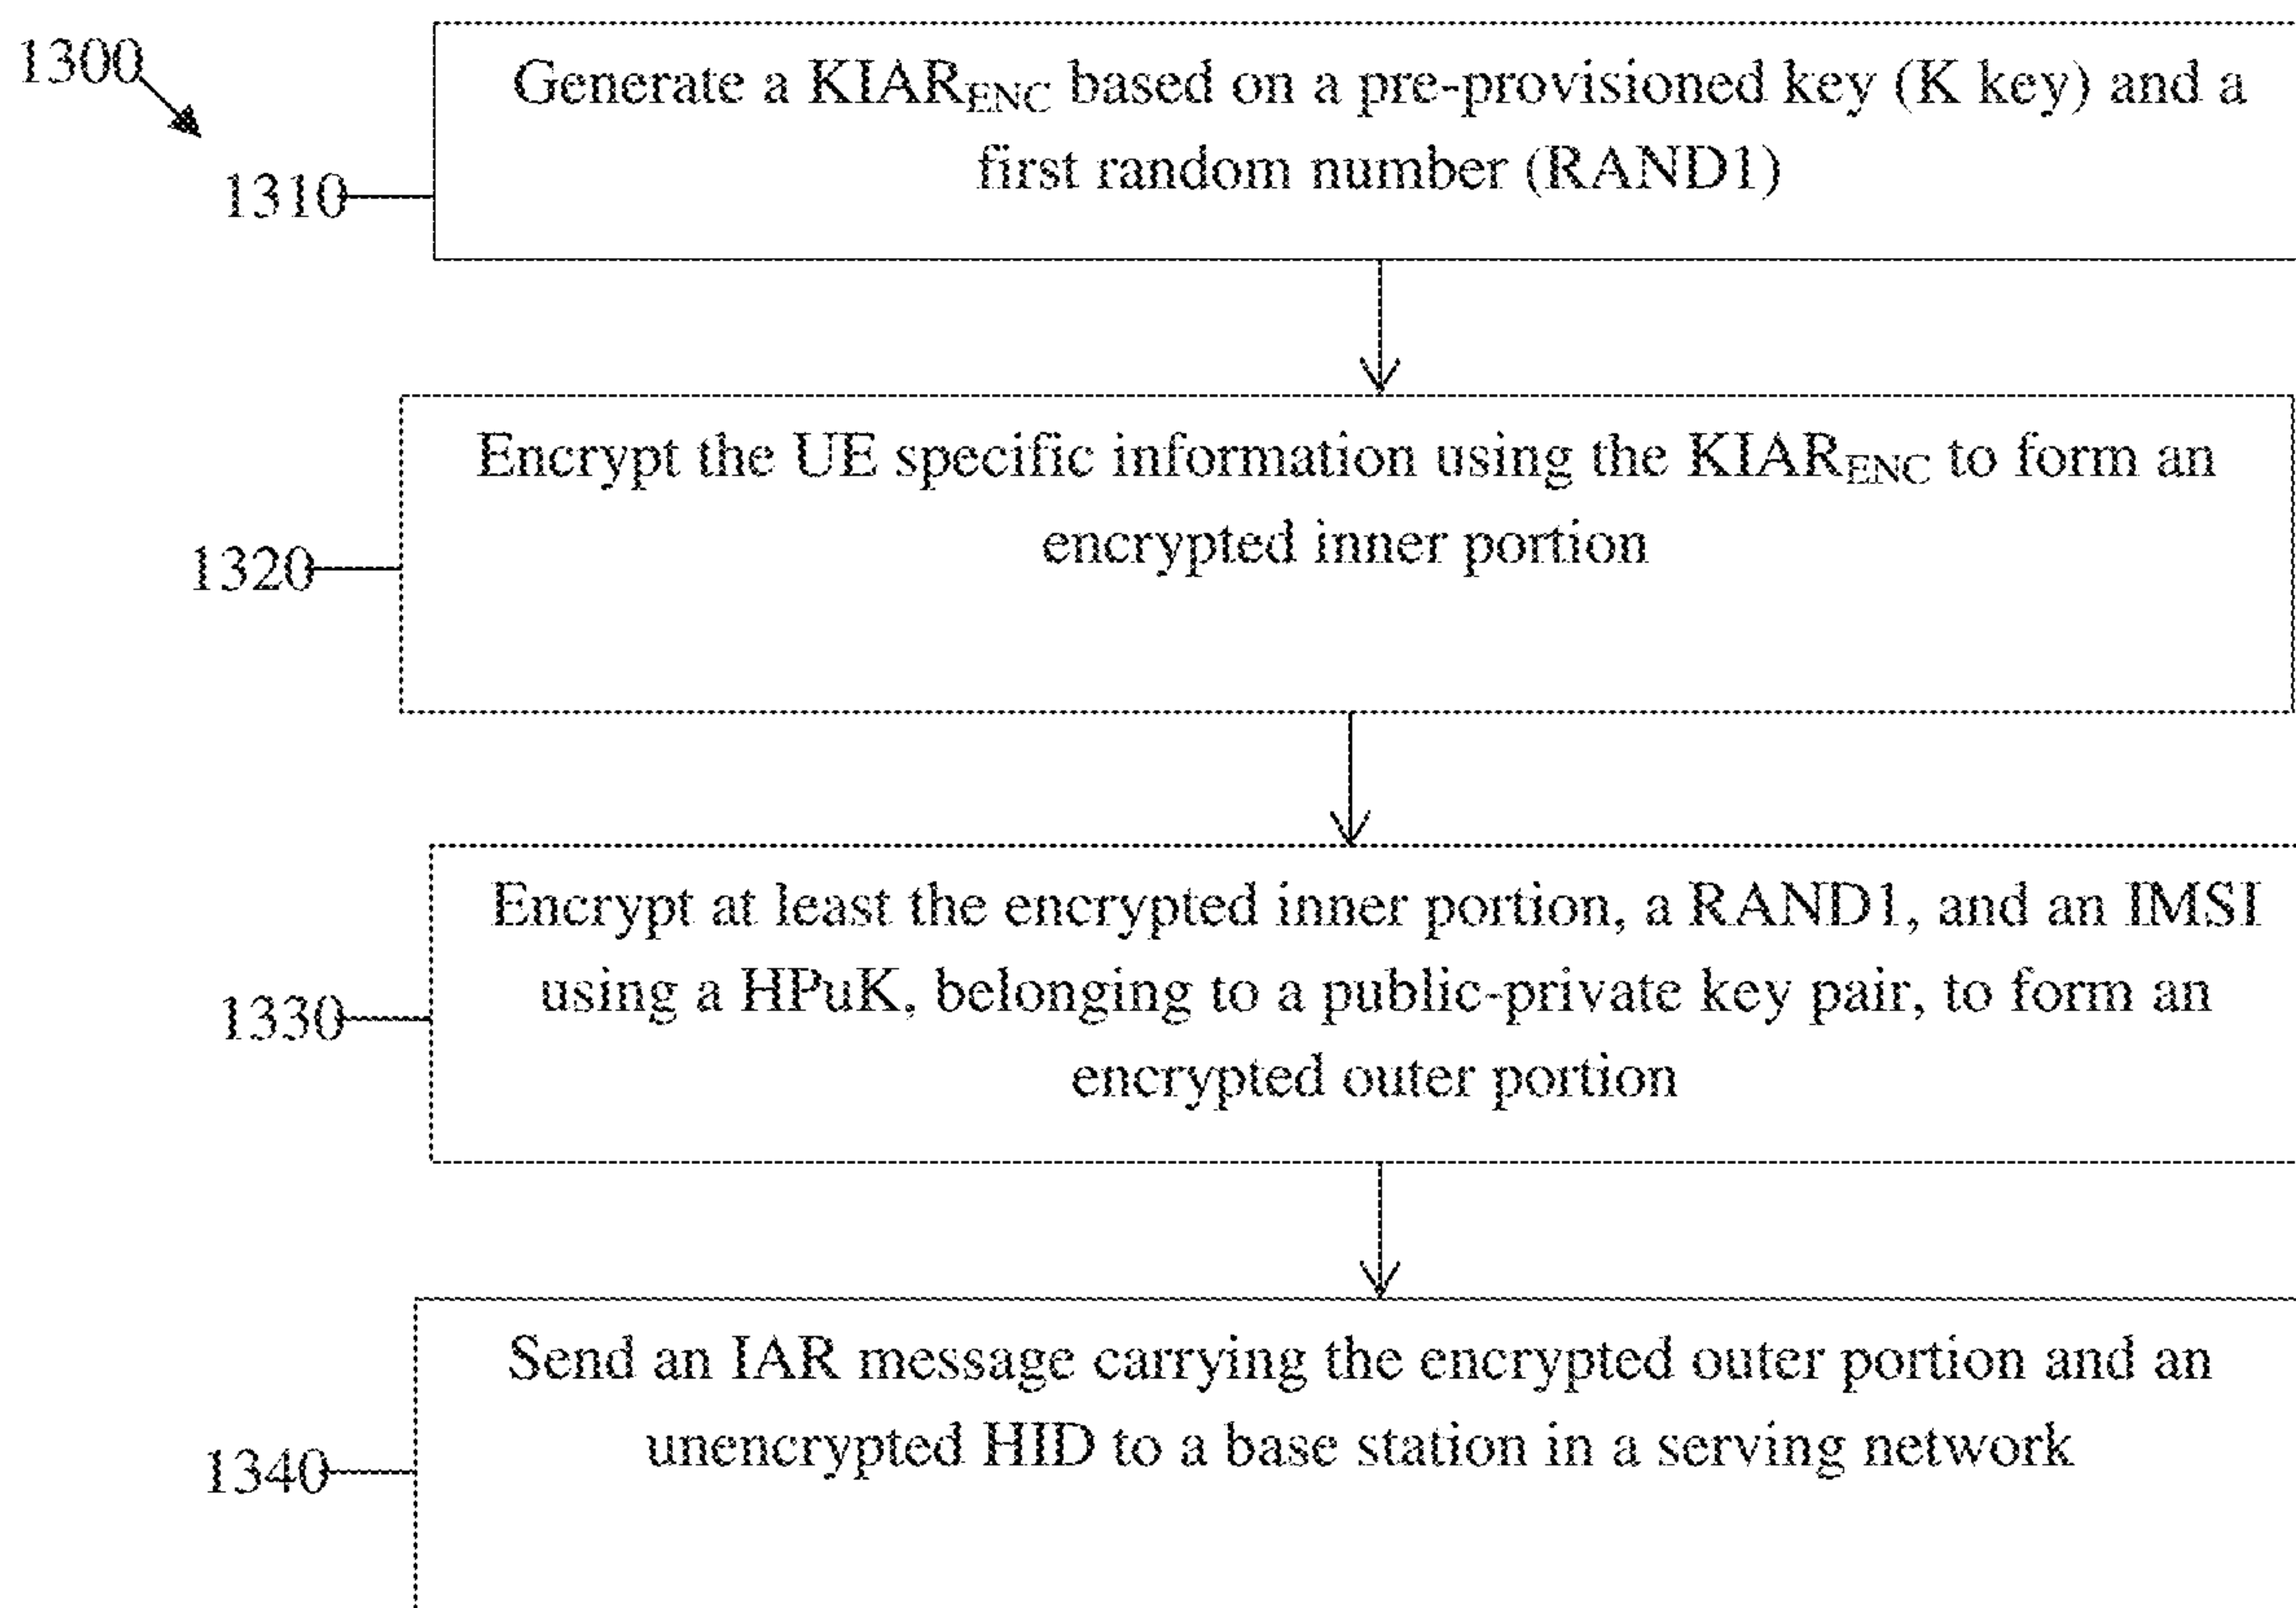 1300
Generate a KIAR_ENC based on a pre-provisioned key (K key) and a
first random number (RAND1)
1310
Encrypt the UE specific information using the KIAR_ENC to form an
encrypted inner portion
1320
Encrypt at least the encrypted inner portion, a RAND1, and an IMSI
using a HPuK, belonging to a public-private key pair, to form an
encrypted outer portion
1330
Send an IAR message carrying the encrypted outer portion and an
unencrypted HID to a base station in a serving network
1340